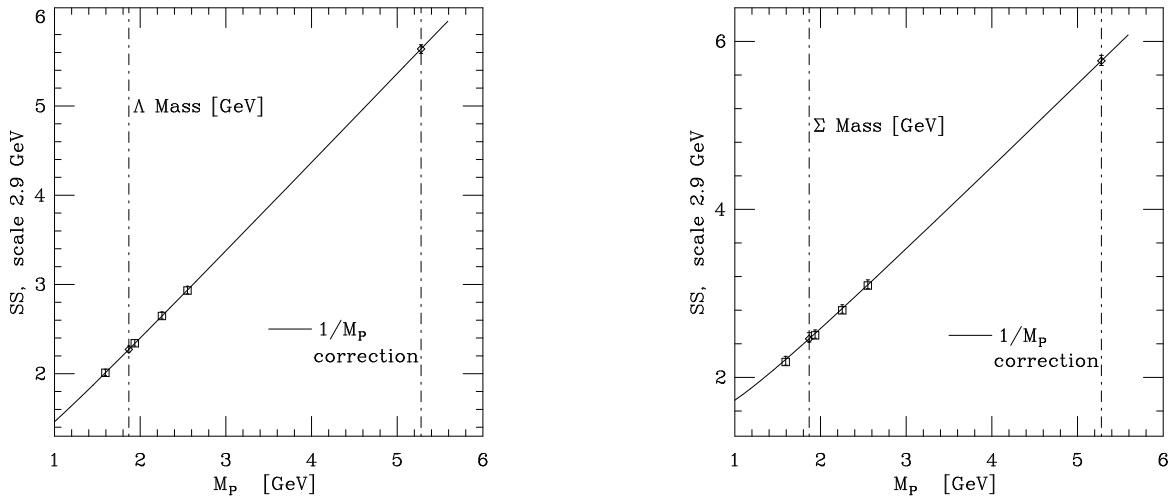 6
5
4
3
2
SS, scale 2.9 GeV
Λ Mass [GeV]
1/M_P
correction
1 2 3 4 5 6
M_P [GeV]
6
4
2
SS, scale 2.9 GeV
Σ Mass [GeV]
1/M_P
correction
1 2 3 4 5 6
M_P [GeV]